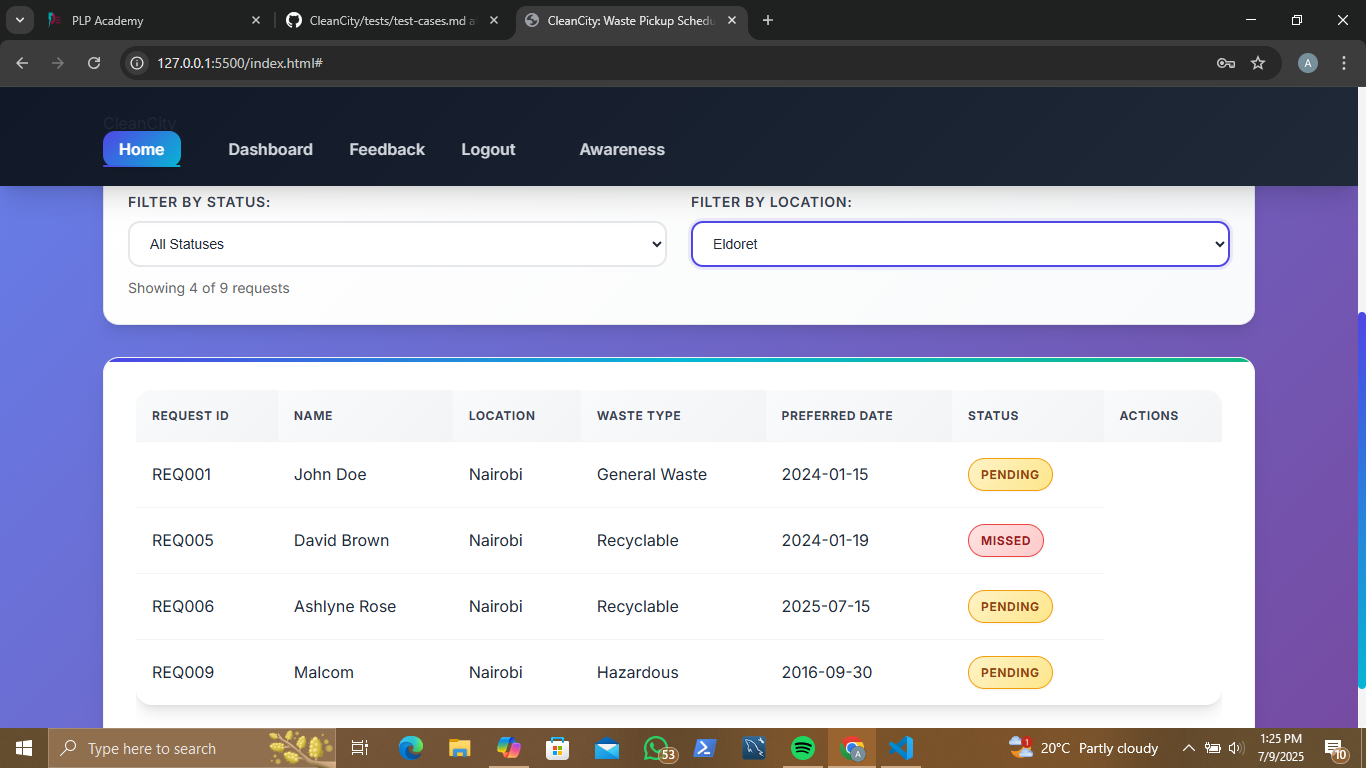 PLP Academy
CleanCity/tests/test-cases.md a
CleanCity: Waste Pickup Schedu
127.0.0.1:5500/index.html#
A
CleanCity
Home Dashboard Feedback Logout Awareness
FILTER BY STATUS: FILTER BY LOCATION:
All Statuses Eldoret
Showing 4 of 9 requests
REQUEST ID NAME LOCATION WASTE TYPE PREFERRED DATE STATUS ACTIONS
REQ001 John Doe Nairobi General Waste 2024-01-15 PENDING
REQ005 David Brown Nairobi Recyclable 2024-01-19 MISSED
REQ006 Ashlyne Rose Nairobi Recyclable 2025-07-15 PENDING
REQ009 Malcom Nairobi Hazardous 2016-09-30 PENDING
Type here to search
53
A
1
20°C Partly cloudy
1:25 PM
7/9/2025
10